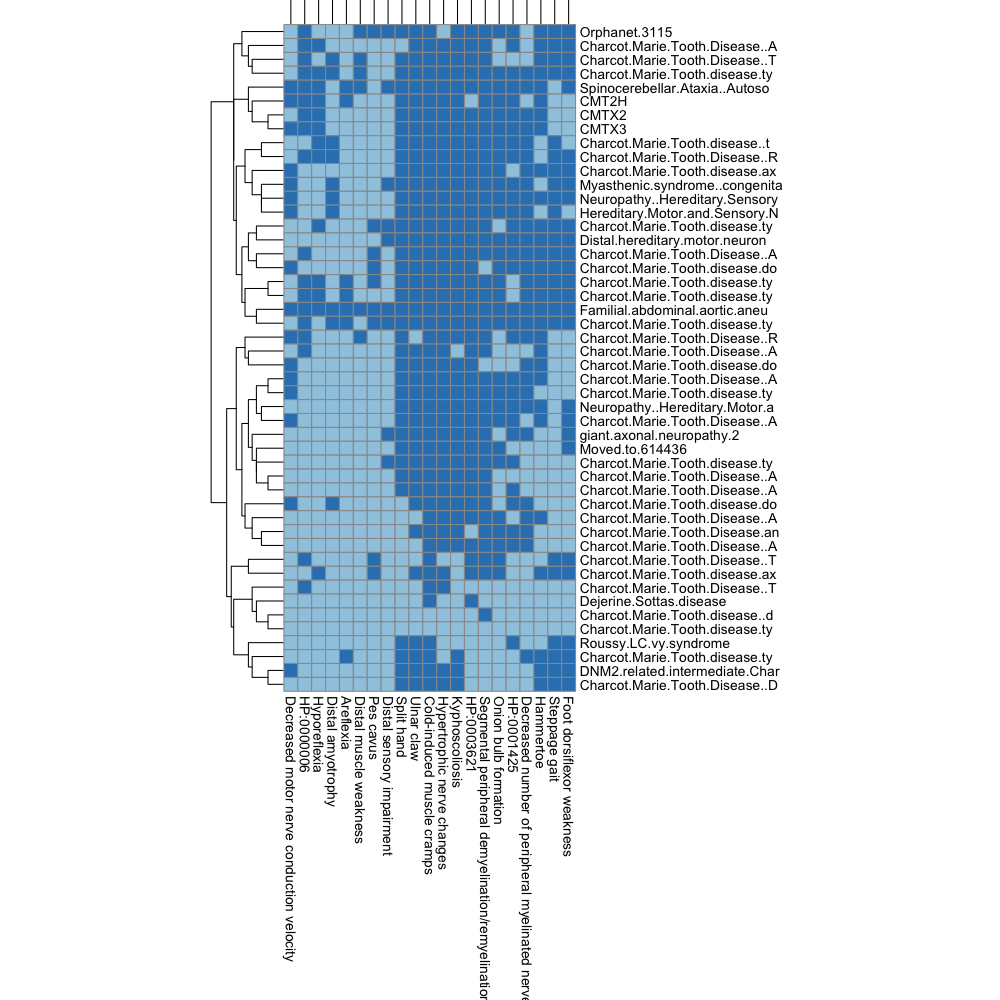 Orphanet.3115
Charcot.Marie.Tooth.Disease..A
Charcot.Marie.Tooth.Disease..T
Charcot.Marie.Tooth.Disease.ty
Spinocerebellar.Ataxia..Autoso
CMT2H
CMTX2
CMTX3
Charcot.Marie.Tooth.disease..t
Charcot.Marie.Tooth.Disease..R
Charcot.Marie.Tooth.disease.ax
Myasthenic.syndrome..congenita
Neuropathy..Hereditary.Sensory
Hereditary.Motor.and.Sensory.N
Charcot.Marie.Tooth.disease.ty
Distal.hereditary.motor.neuron
Charcot.Marie.Tooth.Disease..A
Charcot.Marie.Tooth.disease.do
Charcot.Marie.Tooth.disease.ty
Charcot.Marie.Tooth.disease.ty
Familial.abdominal.aortic.aneu
Charcot.Marie.Tooth.disease.ty
Charcot.Marie.Tooth.Disease..R
Charcot.Marie.Tooth.Disease..A
Charcot.Marie.Tooth.disease.do
Charcot.Marie.Tooth.Disease..A
Charcot.Marie.Tooth.disease.ty
Neuropathy..Hereditary.Motor.a
Charcot.Marie.Tooth.Disease..A
giant.axonal.neuropathy.2
Moved.to.614436
Charcot.Marie.Tooth.disease.ty
Charcot.Marie.Tooth.Disease..A
Charcot.Marie.Tooth.Disease..A
Charcot.Marie.Tooth.disease.do
Charcot.Marie.Tooth.Disease..A
Charcot.Marie.Tooth.Disease.an
Charcot.Marie.Tooth.Disease..A
Charcot.Marie.Tooth.Disease..T
Charcot.Marie.Tooth.disease.ax
Charcot.Marie.Tooth.Disease..T
Dejerine.Sottas.disease
Charcot.Marie.Tooth.disease..d
Charcot.Marie.Tooth.disease.ty
Roussy.LC.vy.syndrome
Charcot.Marie.Tooth.disease.ty
DNM2.related.intermediate.Char
Charcot.Marie.Tooth.Disease..D
Decreased motor nerve conduction velocity
HP:0000006
Hyporeflexia
Distal amyotrophy
Areflexia
Distal muscle weakness
Pes cavus
Distal sensory impairment
Split hand
Ulnar claw
Cold-induced muscle cramps
Hypertrophic nerve changes
Kyphoscoliosis
HP:0003621
Segmental peripheral demyelination/remyelination
Onion bulb formation
HP:0001425
Decreased number of peripheral myelinated nerve
Hammertoe
Steppage gait
Foot dorsiflexor weakness